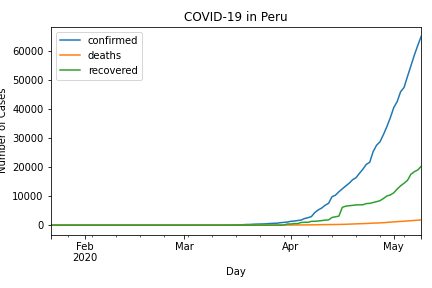 COVID-19 in Peru
confirmed
deaths
recovered
60000
50000
40000
30000
20000
10000
0
Number of Cases
Feb
2020
Mar
Apr
May
Day